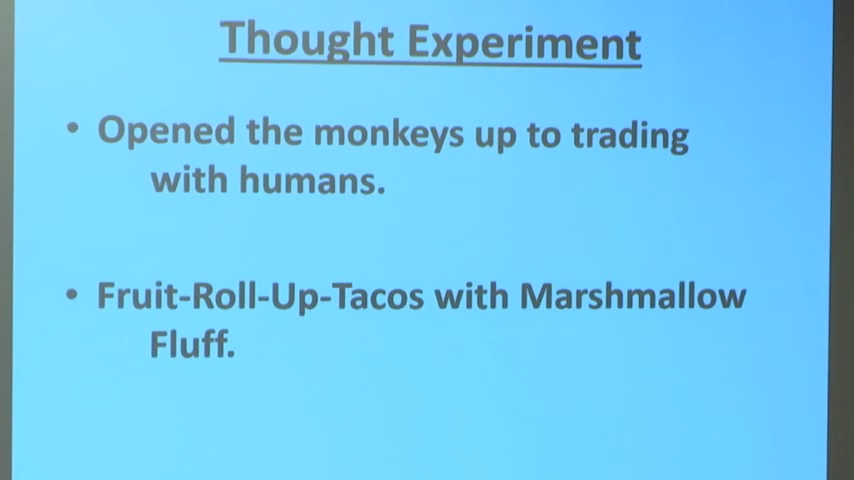 Thought Experiment
• Opened the monkeys up to trading
with humans.
• Fruit-Roll-Up-Tacos with Marshmallow
Fluff.